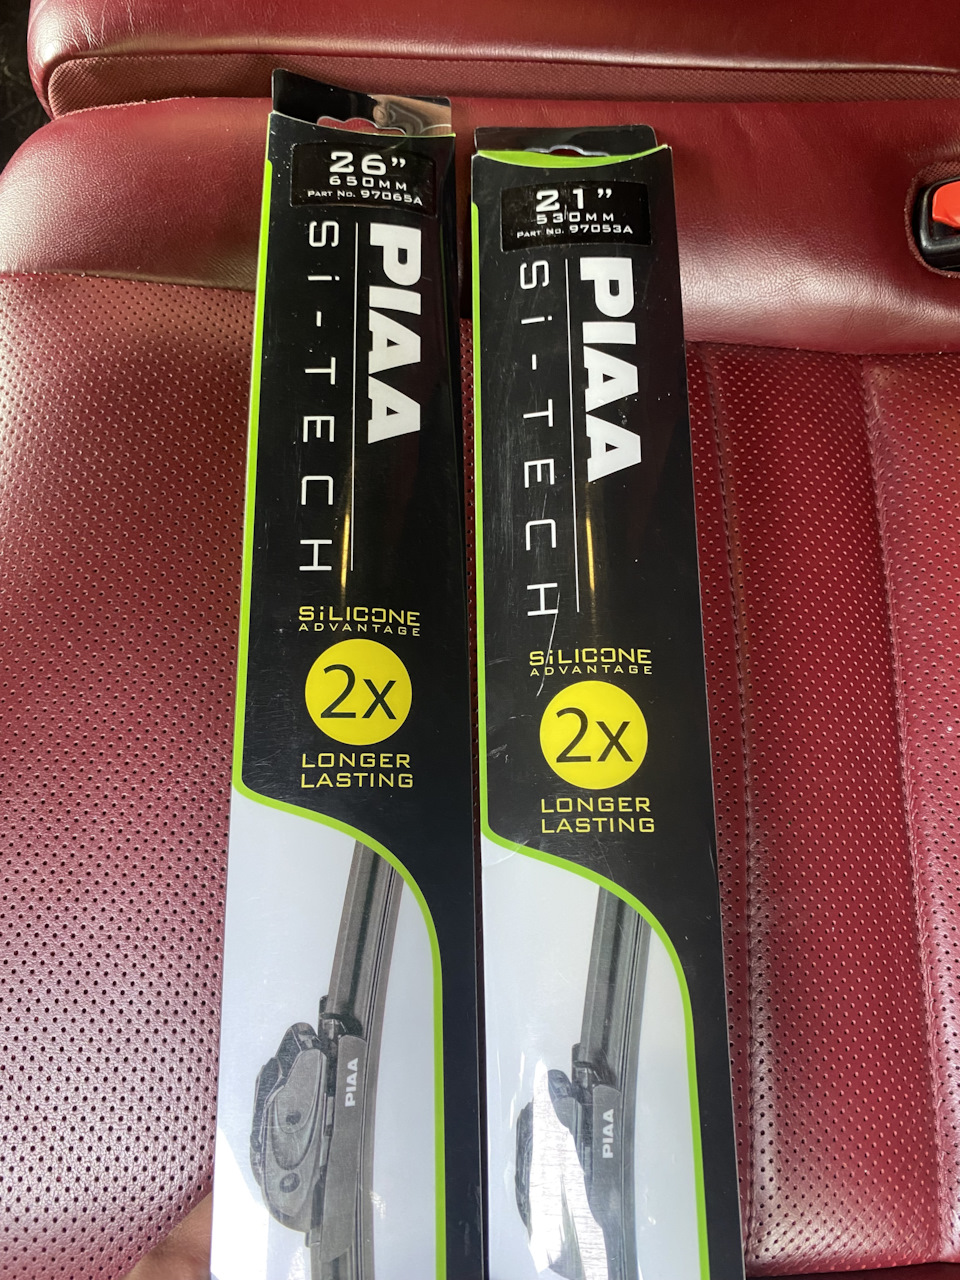 26”
650MM
PART NO. 97065A
PIAA
Si-TECH
SiLICONE
ADVANTAGE
2x
LONGER
LASTING
PIAA
21”
530MM
PART NO. 97053A
PIAA
Si-TECH
SiLICONE
ADVANTAGE
2x
LONGER
LASTING
PIAA